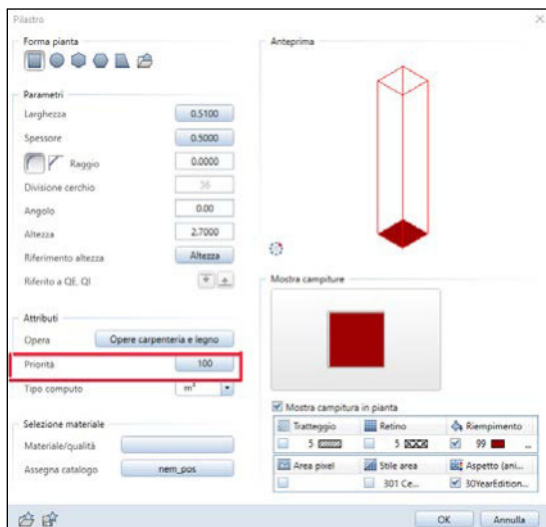 Pilastro
Forma pianta
Parametri
Larghezza 0.5100
Spessore 0.5000
Raggio 0.0000
Divisione cerchio 36
Angolo 0.00
Altezza 2.7000
Riferimento altezza Altezza
Riferito a QE, QI
Attributi
Opera Opere carpenteria e legno
Priorità 100
Tipo computo m³
Selezione materiale
Materiale/qualità
Assegna catalogo nem_pos
Anteprima
Mostra campiture
Mostra campitura in pianta
Tratteggio Retino Riempimento
5 5 99 ...
Area pixel Stile area Aspetto (ani...
301 Ce... 30YearEdition...
OK Annulla